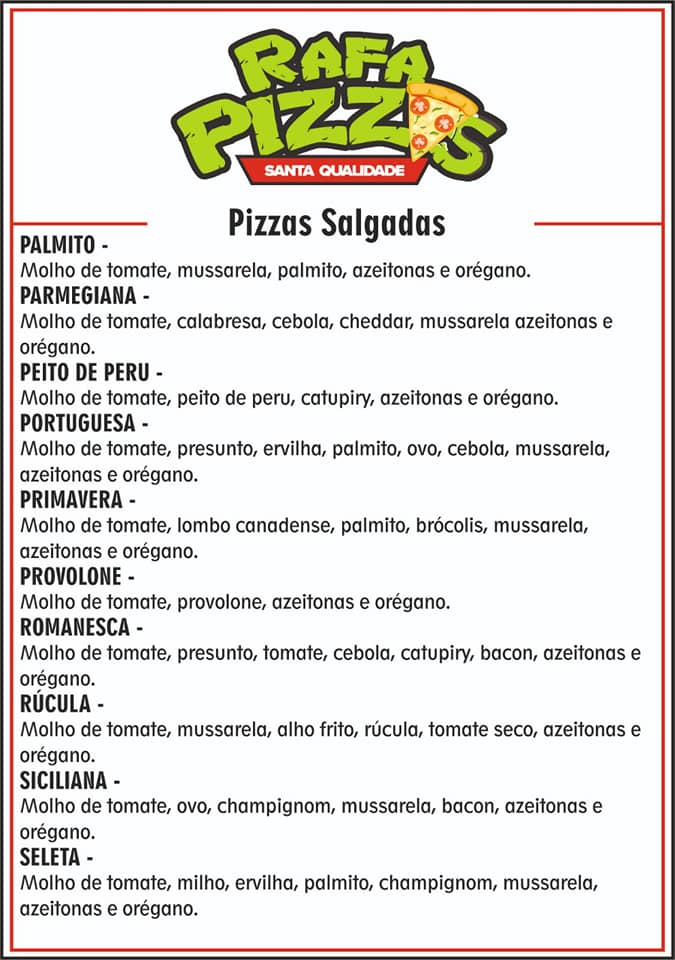 RAFA
PIZZAS
SANTA QUALIDADE
Pizzas Salgadas
PALMITO -
Molho de tomate, mussarela, palmito, azeitonas e orégano.
PARMEGIANA -
Molho de tomate, calabresa, cebola, cheddar, mussarela azeitonas e
orégano.
PEITO DE PERU -
Molho de tomate, peito de peru, catupiry, azeitonas e orégano.
PORTUGUESA -
Molho de tomate, presunto, ervilha, palmito, ovo, cebola, mussarela,
azeitonas e orégano.
PRIMAVERA -
Molho de tomate, lombo canadense, palmito, brócolis, mussarela,
azeitonas e orégano.
PROVOLONE -
Molho de tomate, provolone, azeitonas e orégano.
ROMANESCA -
Molho de tomate, presunto, tomate, cebola, catupiry, bacon, azeitonas e
orégano.
RÚCULA -
Molho de tomate, mussarela, alho frito, rúcula, tomate seco, azeitonas e
orégano.
SICILIANA -
Molho de tomate, ovo, champignom, mussarela, bacon, azeitonas e
orégano.
SELETA -
Molho de tomate, milho, ervilha, palmito, champignom, mussarela,
azeitonas e orégano.